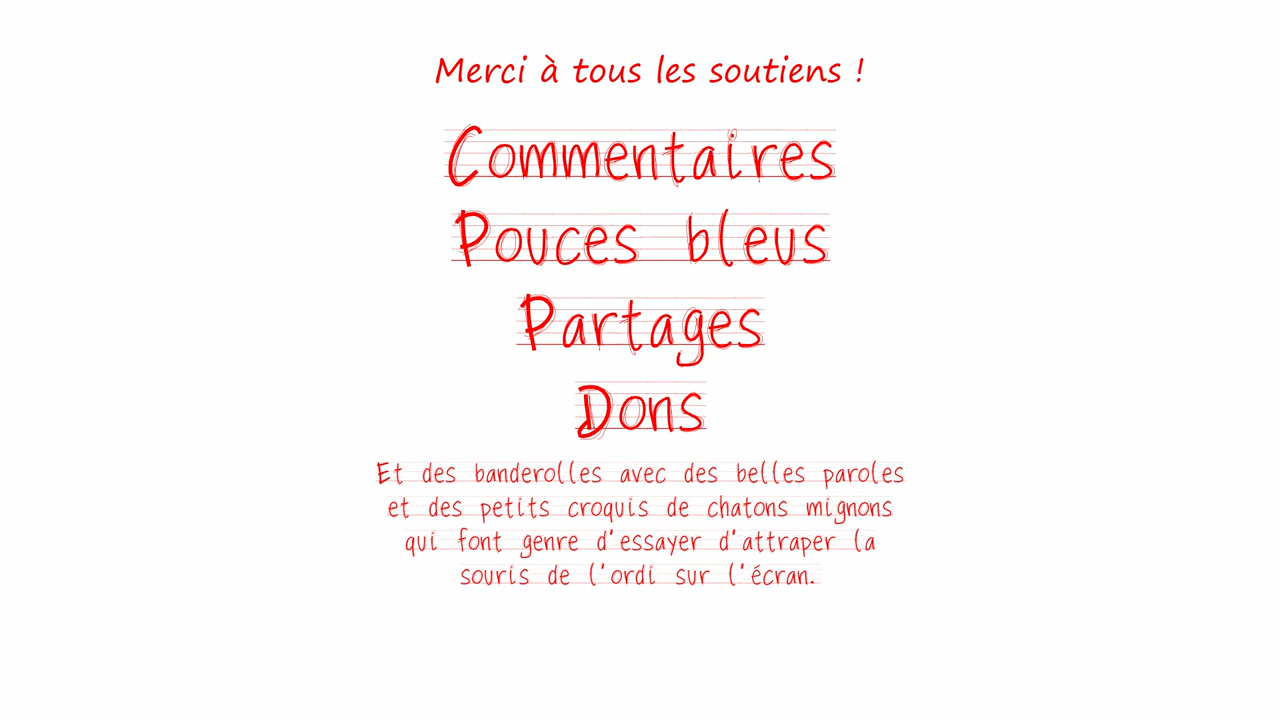 Merci à tous les soutiens !
Commentaires
Pouces bleus
Partages
Dons
Et des banderolles avec des belles paroles
et des petits croquis de chatons mignons
qui font genre d'essayer d'attraper la
souris de l'ordi sur l'écran.